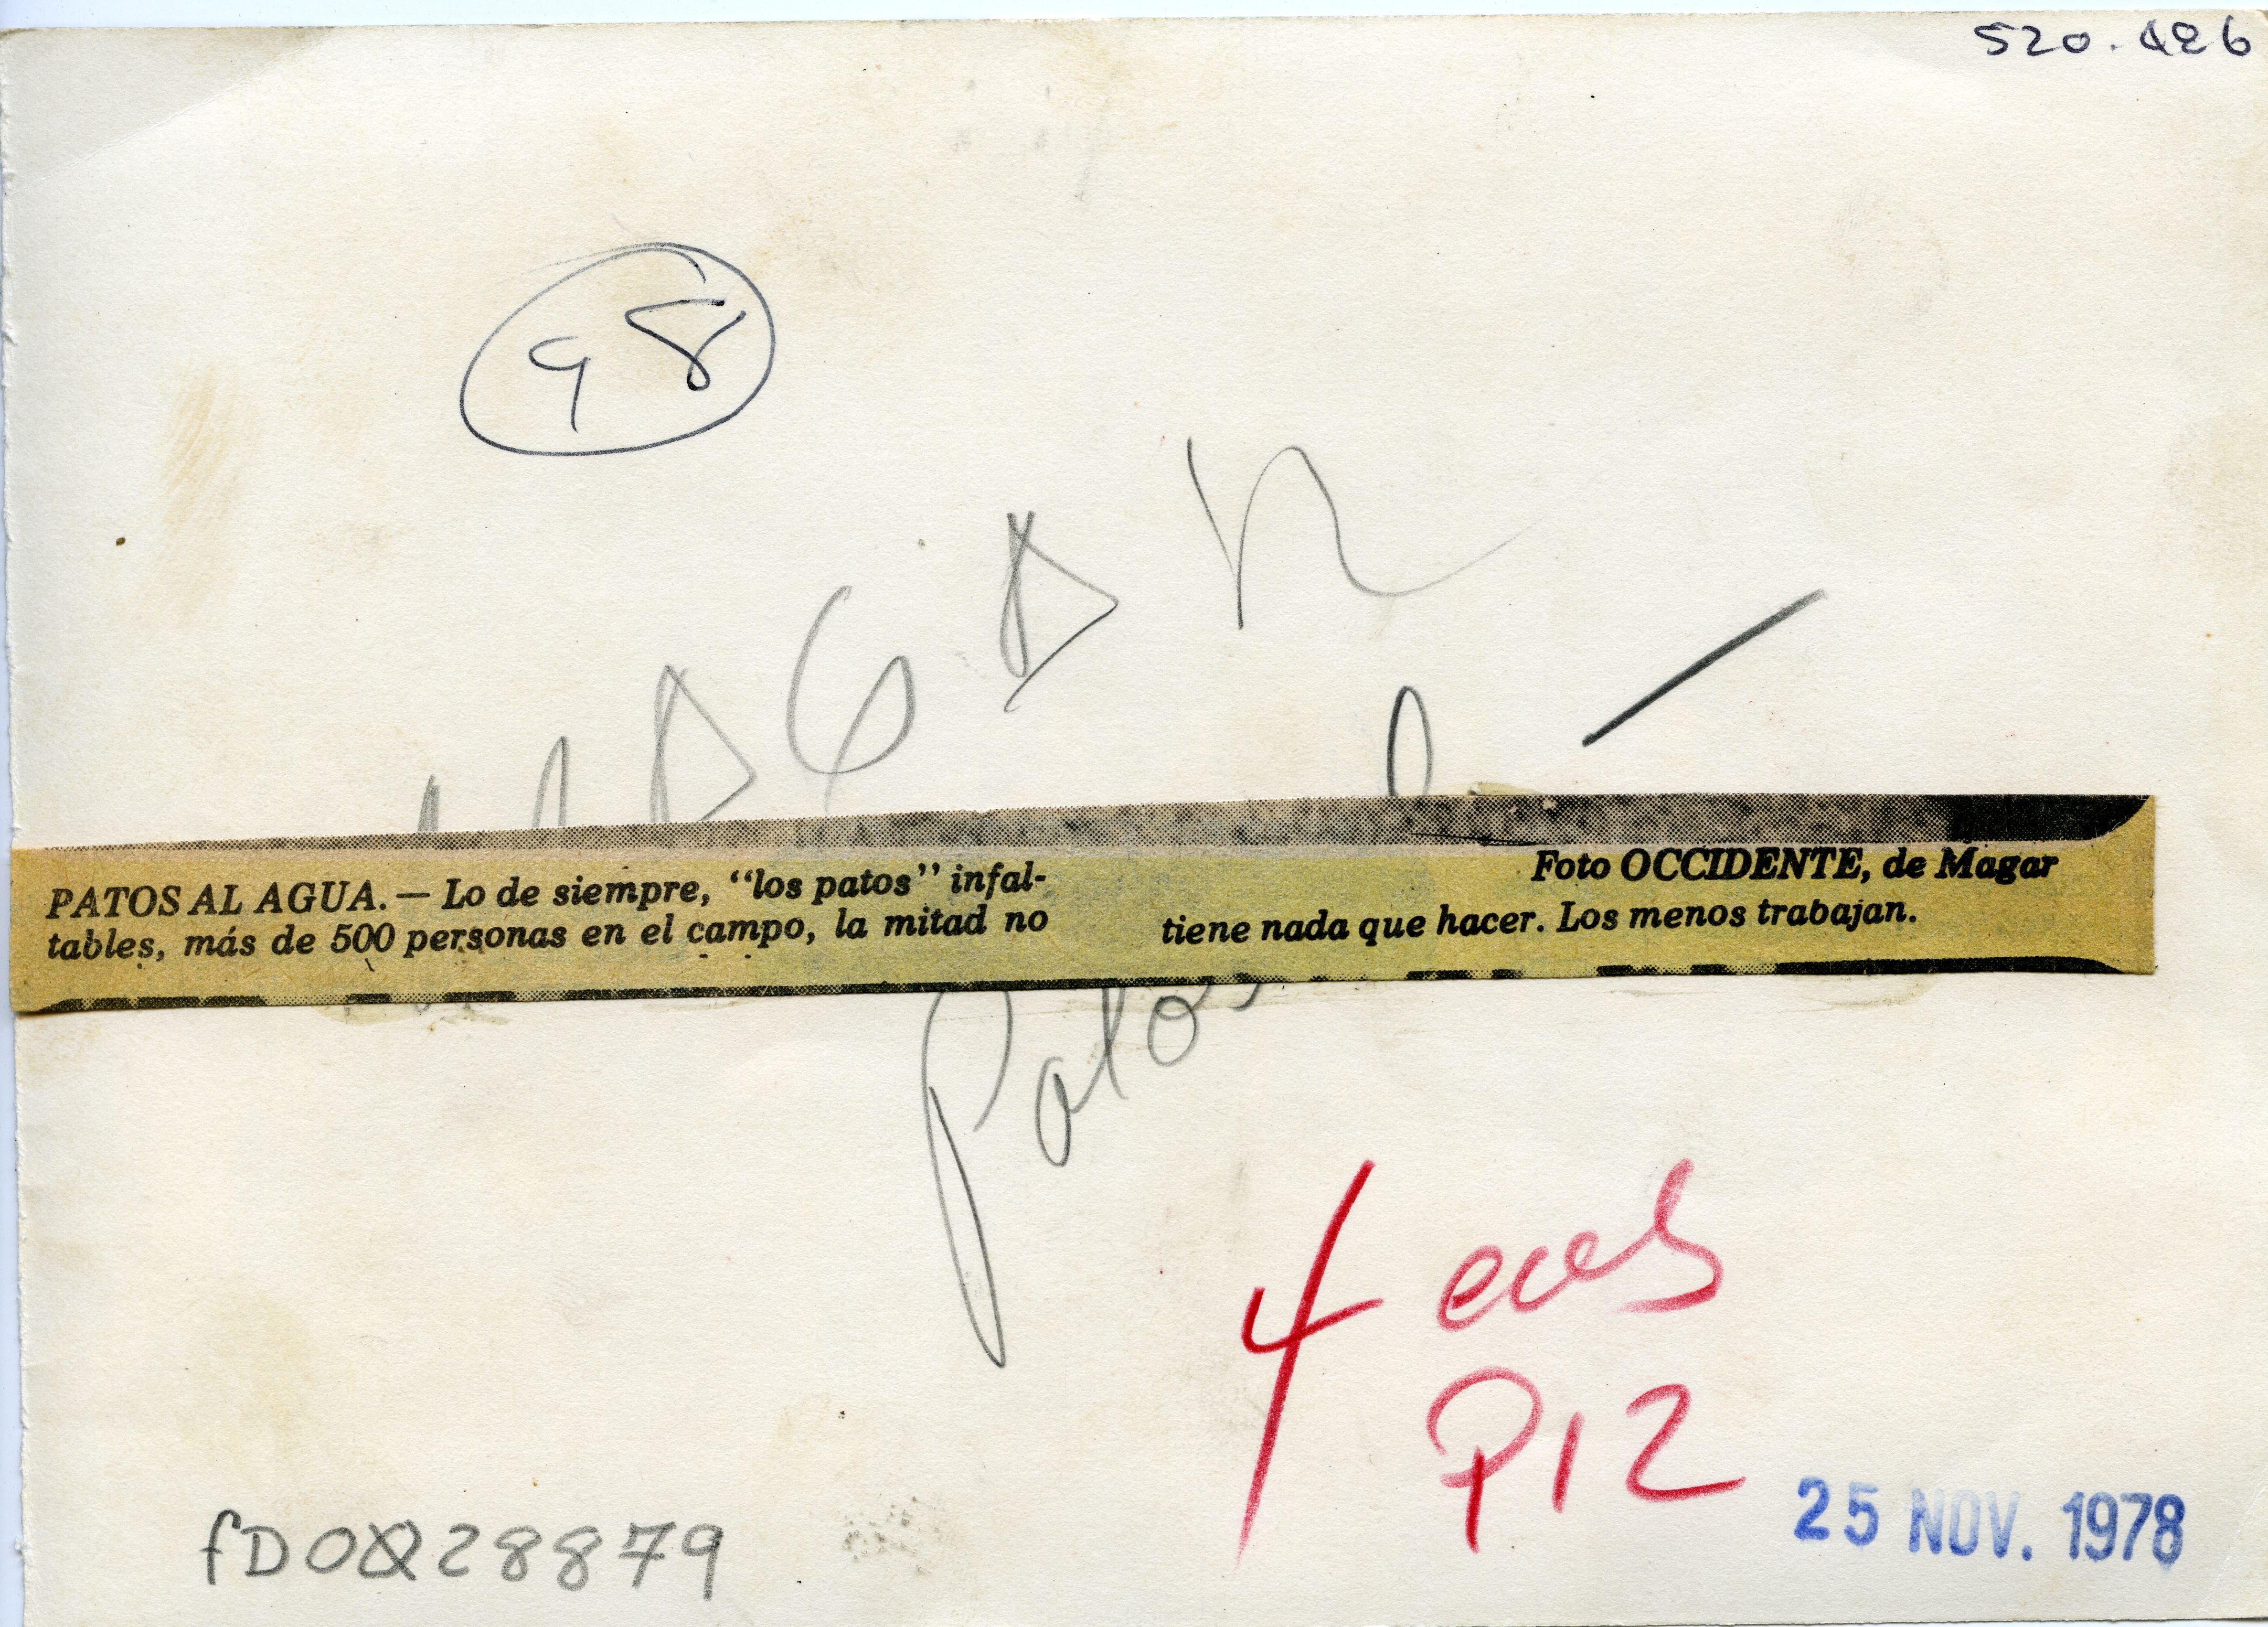 520.426
98
MAGAR
Foto OCCIDENTE, de Magar
PATOS AL AGUA. — Lo de siempre, “los patos” infal-
tables, más de 500 personas en el campo, la mitad no
tiene nada que hacer. Los menos trabajan.
Patos
4 cols
P12
25 NOV. 1978
fD0028879